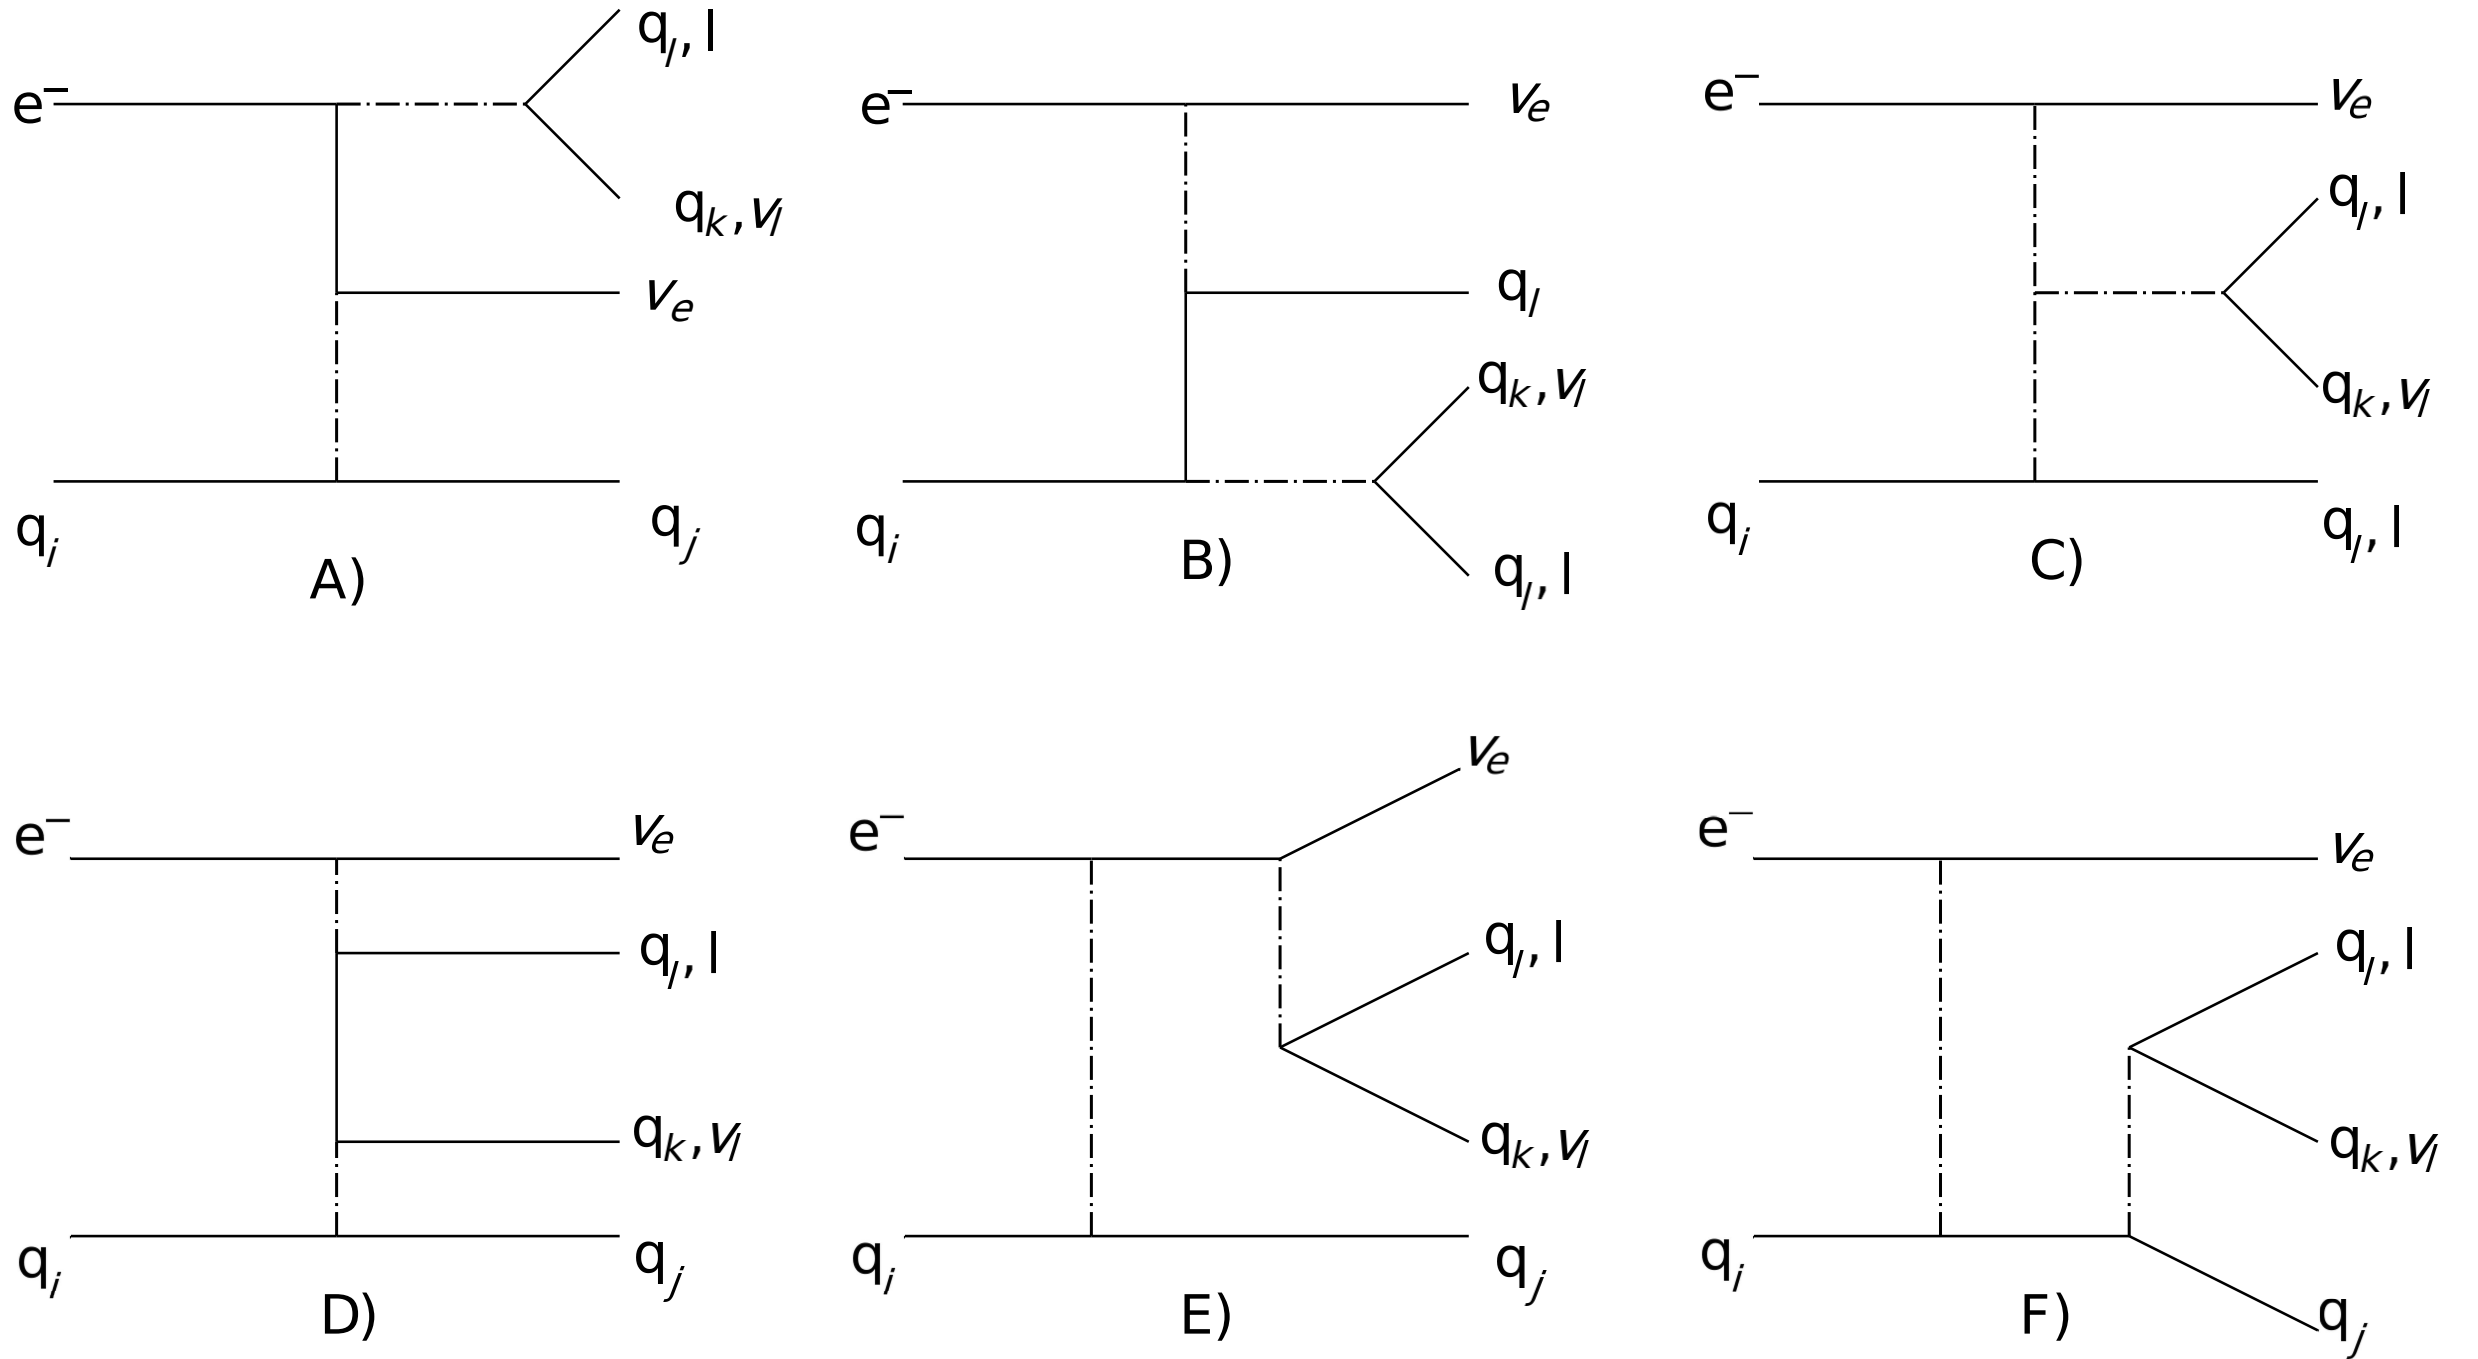 q_l, l
e⁻
q_k, ν_l
ν_e
q_i
q_j
A)
e⁻
ν_e
q_l
q_k, ν_l
q_i
q_l, l
B)
e⁻
ν_e
q_l, l
q_k, ν_l
q_i
q_l, l
C)
e⁻
ν_e
q_l, l
q_k, ν_l
q_i
q_j
D)
e⁻
ν_e
q_l, l
q_k, ν_l
q_i
q_j
E)
e⁻
ν_e
q_l, l
q_k, ν_l
q_i
q_j
F)